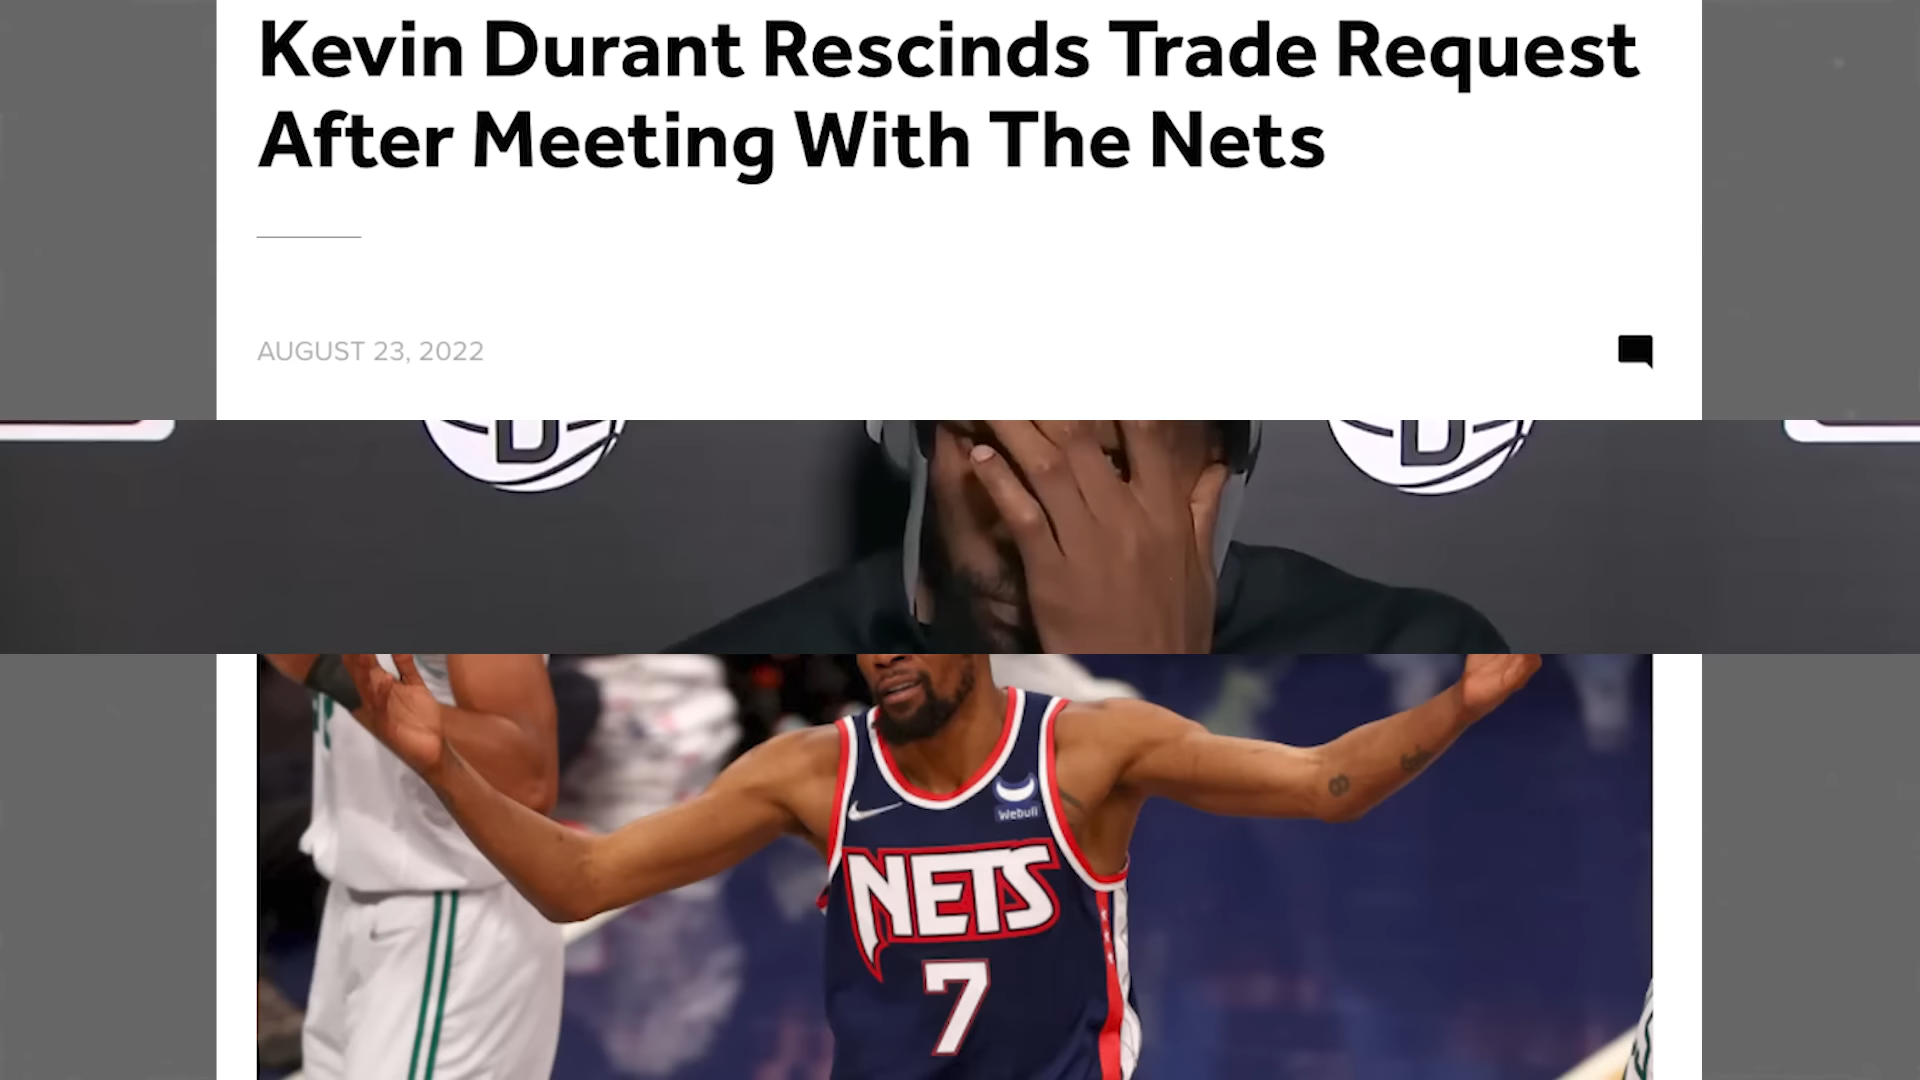 Kevin Durant Rescinds Trade Request
After Meeting With The Nets
AUGUST 23, 2022
Webull
NETS
7